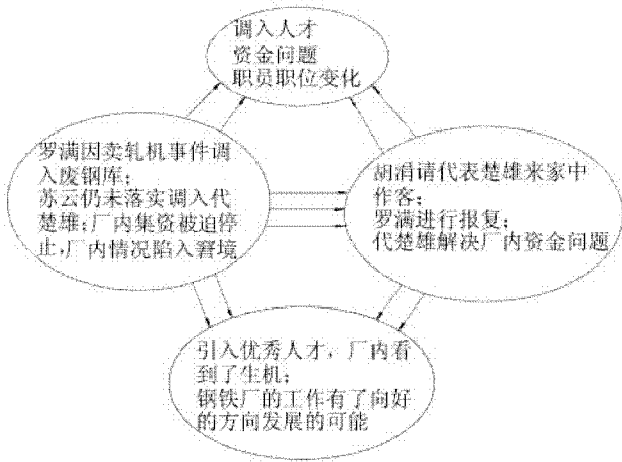 调入人才
资金问题
职员职位变化
罗满因卖轧机事件调
入废钢库;
苏云仍未落实调入代
楚雄;厂内集资被迫停
止,厂内情况陷入窘境
胡涓请代表楚雄来家中
作客;
罗满进行报复;
代楚雄解决厂内资金问题
引入优秀人才，厂内看
到了生机;
钢铁厂的工作有了向好
的方向发展的可能